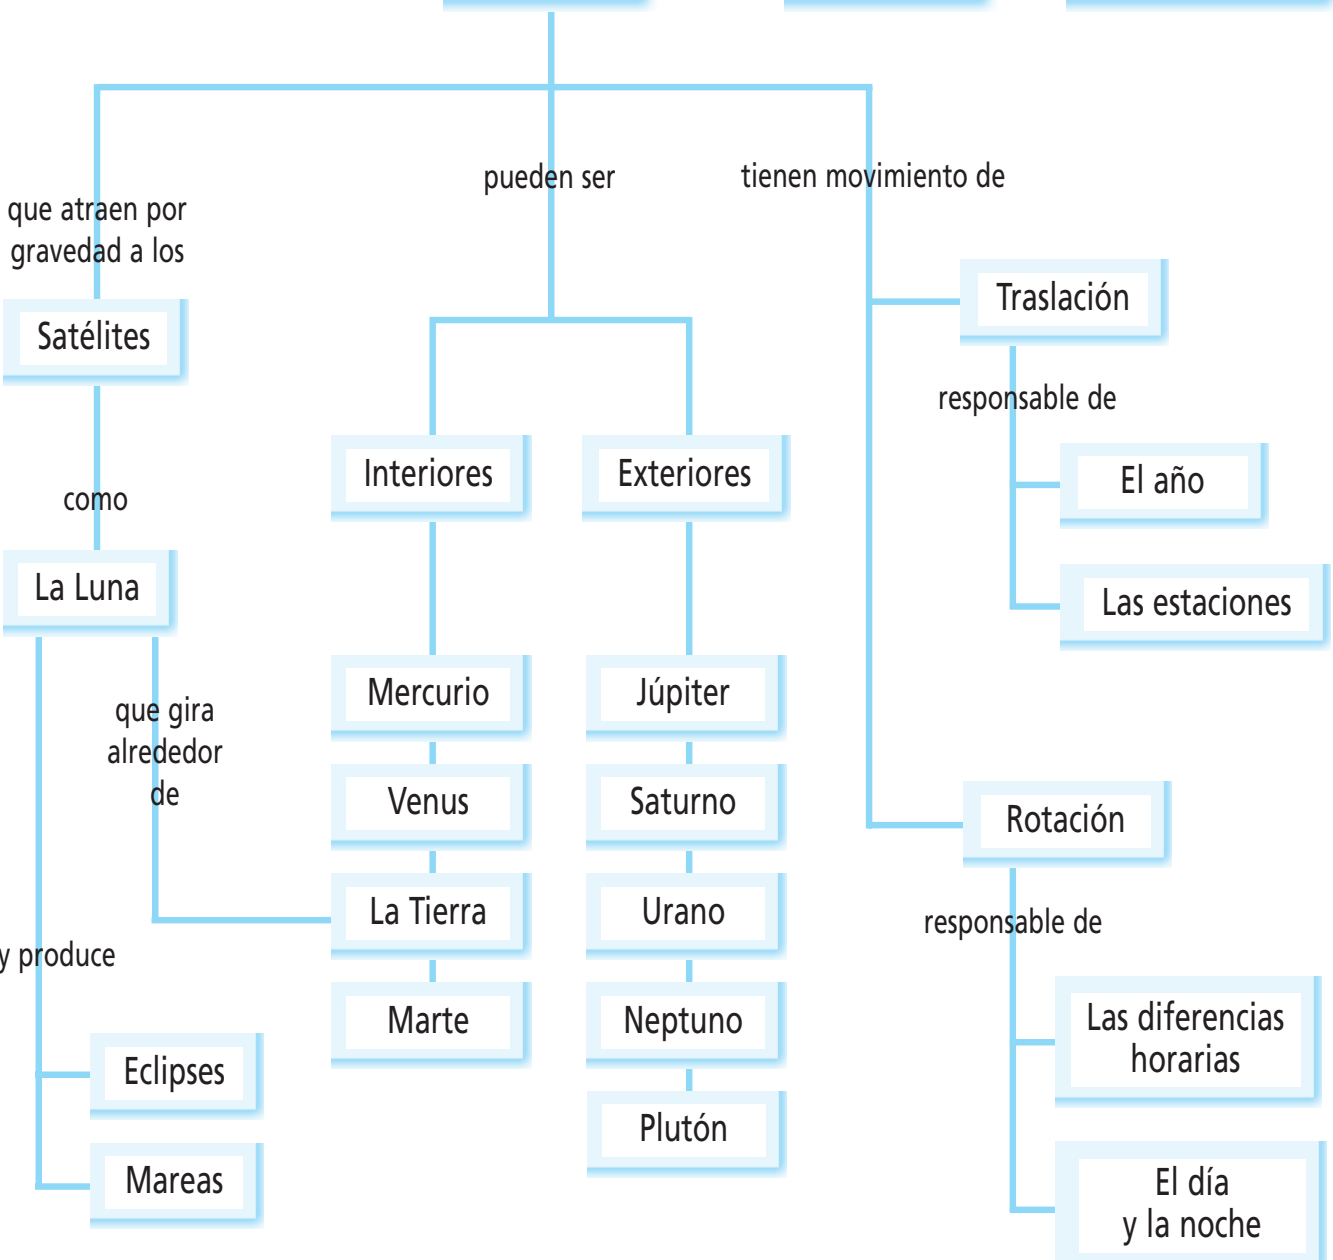 pueden ser
tienen movimiento de
que atraen por
gravedad a los
Satélites
como
La Luna
que gira
alrededor
de
y produce
Eclipses
Mareas
Interiores
Mercurio
Venus
La Tierra
Marte
Exteriores
Júpiter
Saturno
Urano
Neptuno
Plutón
Traslación
responsable de
El año
Las estaciones
Rotación
responsable de
Las diferencias
horarias
El día
y la noche